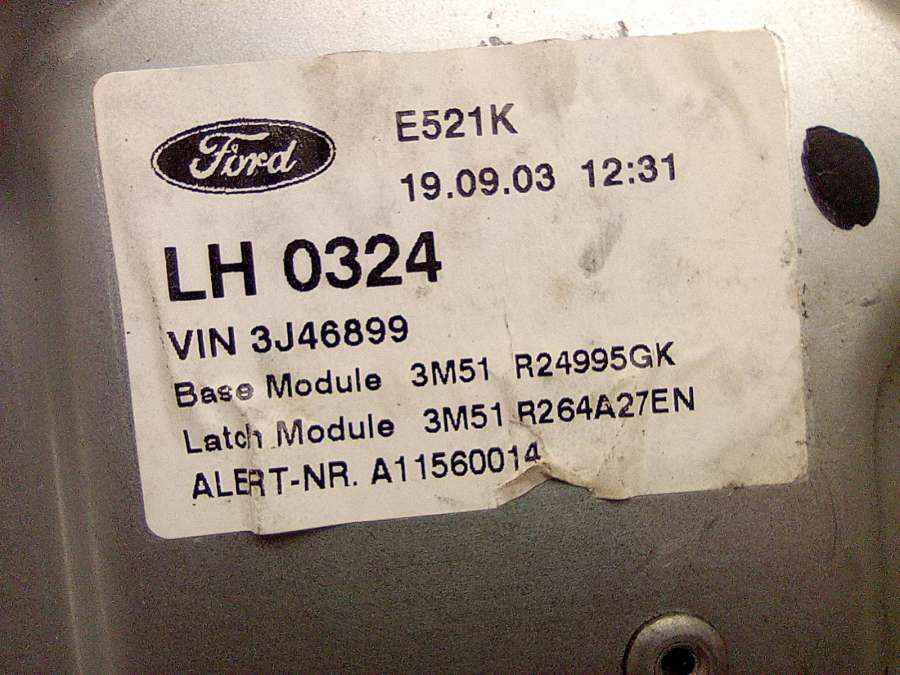 Ford
E521K
19.09.03 12:31
LH 0324
VIN 3J46899
Base Module 3M51 R24995GK
Latch Module 3M51 R264A27EN
ALERT-NR. A11560014